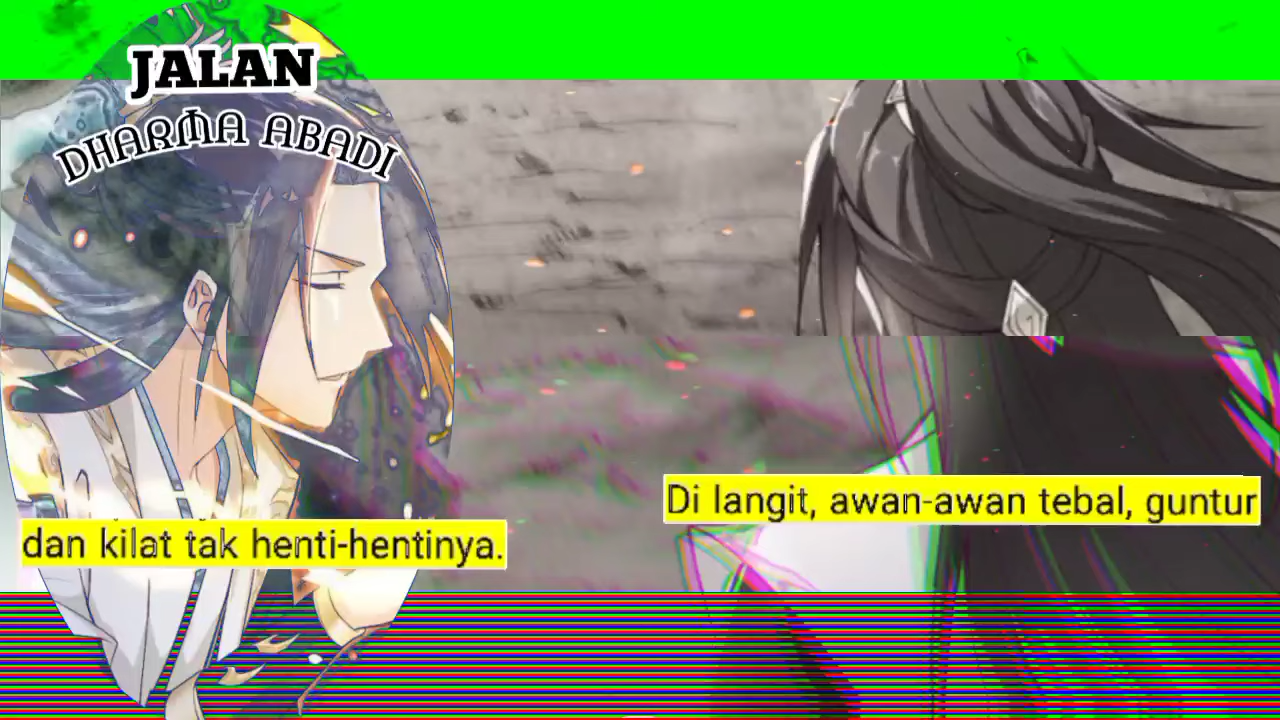 JALAN
DHARMA ABADI
Di langit, awan-awan tebal, guntur
dan kilat tak henti-hentinya.